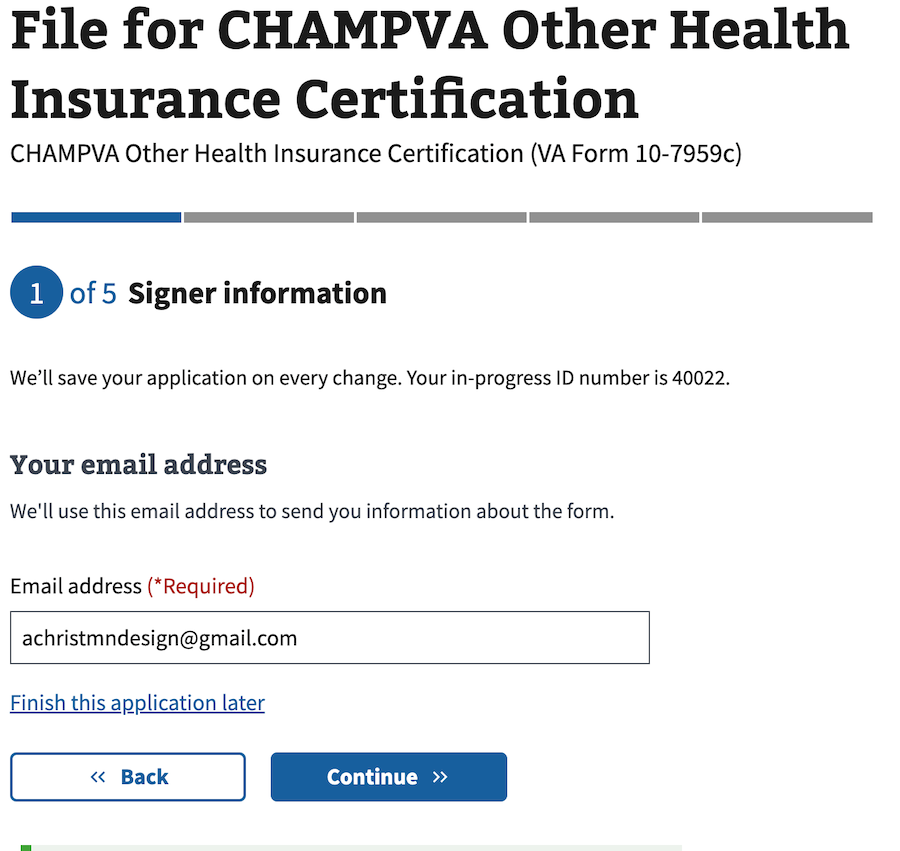 File for CHAMPVA Other Health
Insurance Certification
CHAMPVA Other Health Insurance Certification (VA Form 10-7959c)
1 of 5 Signer information
We’ll save your application on every change. Your in-progress ID number is 40022.
Your email address
We'll use this email address to send you information about the form.
Email address (*Required)
achristmndesign@gmail.com
Finish this application later
« Back
Continue »